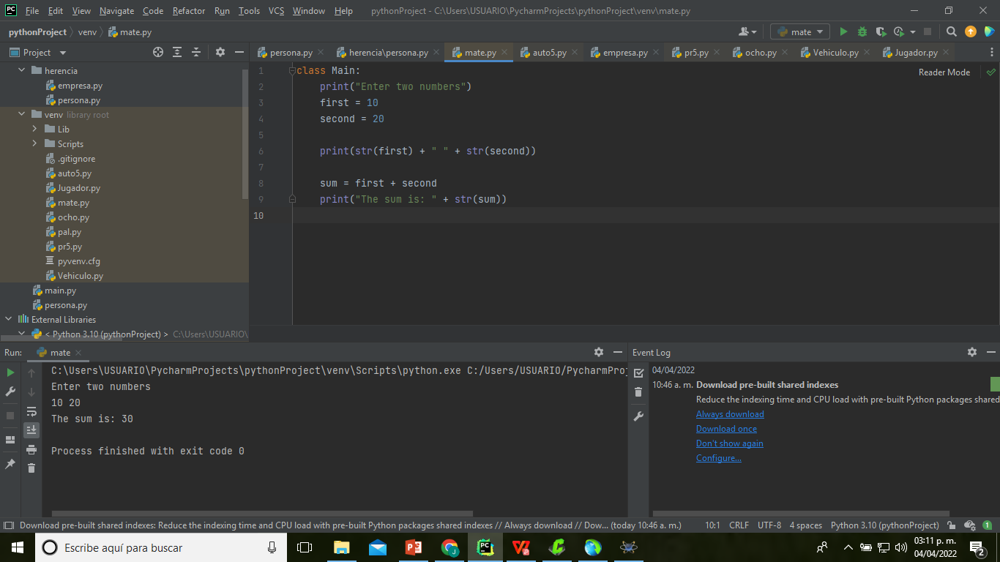 PC File Edit View Navigate Code Refactor Run Tools VCS Window Help pythonProject - C:\Users\USUARIO\PycharmProjects\pythonProject\venv\mate.py
pythonProject venv mate.py mate
Project
persona.py herencia\persona.py mate.py auto5.py empresa.py pr5.py ocho.py Vehiculo.py Jugador.py
herencia
empresa.py
persona.py
venv library root
Lib
Scripts
.gitignore
auto5.py
Jugador.py
mate.py
ocho.py
pal.py
pr5.py
pyvenv.cfg
Vehiculo.py
main.py
persona.py
External Libraries
< Python 3.10 (pythonProject) > C:\Users\USUARIO\
Reader Mode
1 class Main:
2 print("Enter two numbers")
3 first = 10
4 second = 20
5
6 print(str(first) + " " + str(second))
7
8 sum = first + second
9 print("The sum is: " + str(sum))
10
Run: mate
C:\Users\USUARIO\PycharmProjects\pythonProject\venv\Scripts\python.exe C:/Users/USUARIO/PycharmProj
Enter two numbers
10 20
The sum is: 30
Process finished with exit code 0
Event Log
04/04/2022
10:46 a. m. Download pre-built shared indexes
Reduce the indexing time and CPU load with pre-built Python packages shared
Always download
Download once
Don't show again
Configure...
Download pre-built shared indexes: Reduce the indexing time and CPU load with pre-built Python packages shared indexes // Always download // Dow... (today 10:46 a. m.) 10:1 CRLF UTF-8 4 spaces Python 3.10 (pythonProject) 1
Escribe aquí para buscar
PC
03:11 p. m.
04/04/2022
2